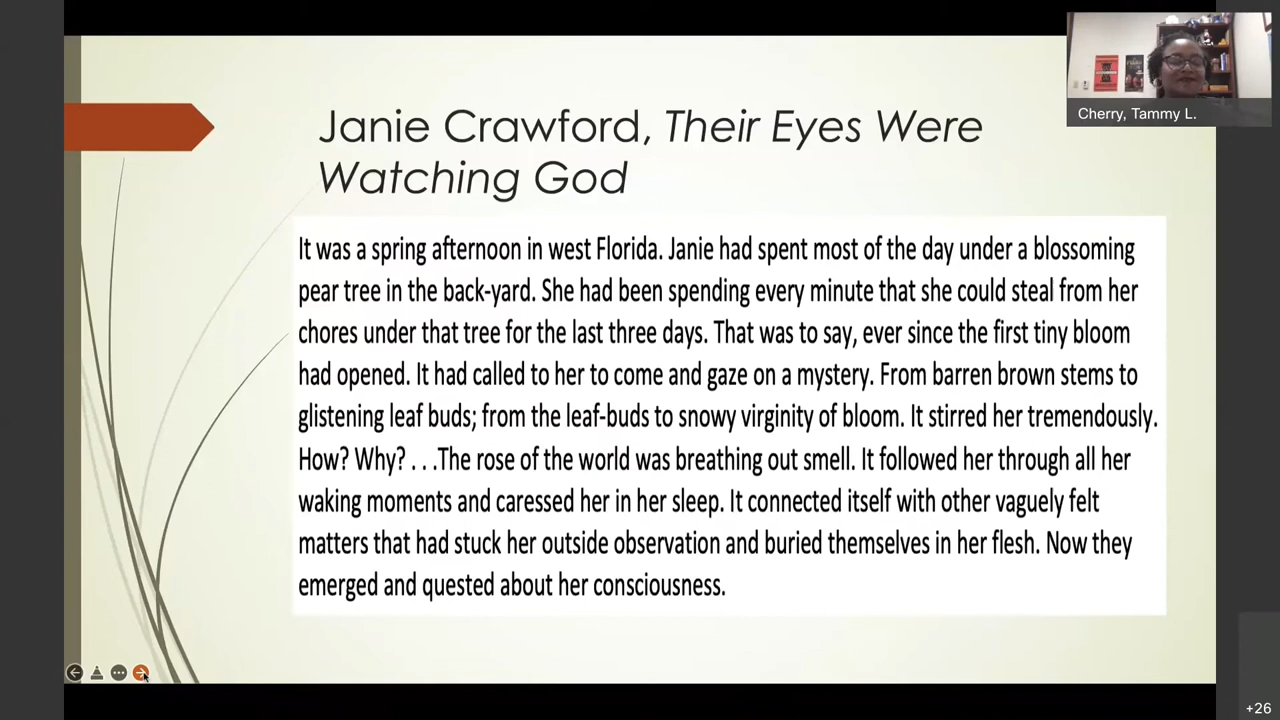 Janie Crawford, Their Eyes Were
Watching God
It was a spring afternoon in west Florida. Janie had spent most of the day under a blossoming
pear tree in the back-yard. She had been spending every minute that she could steal from her
chores under that tree for the last three days. That was to say, ever since the first tiny bloom
had opened. It had called to her to come and gaze on a mystery. From barren brown stems to
glistening leaf buds; from the leaf-buds to snowy virginity of bloom. It stirred her tremendously.
How? Why? . . .The rose of the world was breathing out smell. It followed her through all her
waking moments and caressed her in her sleep. It connected itself with other vaguely felt
matters that had stuck her outside observation and buried themselves in her flesh. Now they
emerged and quested about her consciousness.
Cherry, Tammy L.
+26